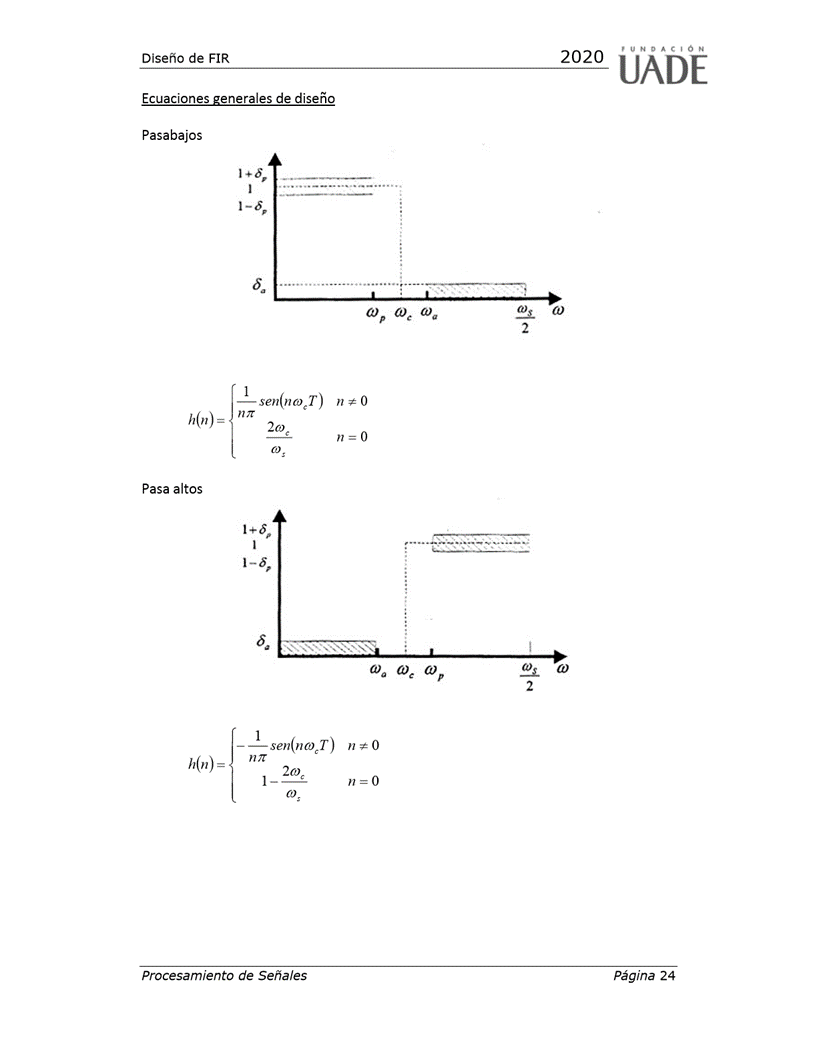 Diseño de FIR 2020 FUNDACIÓN UADE
Ecuaciones generales de diseño
Pasabajos
1+δp
1
1−δp
δa
ωp ωc ωa ωs/2 ω
h(n) = { 1/(nπ) sen(nωcT) n ≠ 0
2ωc/ωs n = 0
Pasa altos
1+δp
1
1−δp
δa
ωa ωc ωp ωs/2 ω
h(n) = { − 1/(nπ) sen(nωcT) n ≠ 0
1 − 2ωc/ωs n = 0
Procesamiento de Señales Página 24